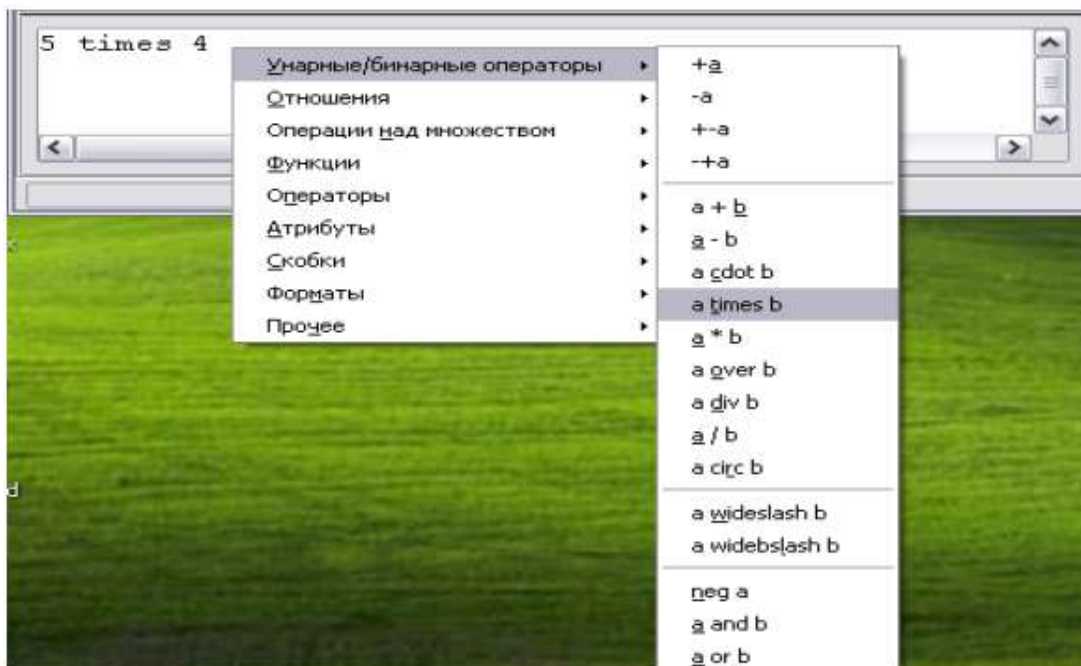 5 times 4
Унарные/бинарные операторы
Отношения
Операции над множеством
Функции
Операторы
Атрибуты
Скобки
Форматы
Прочее
+a
-a
+-a
-+a
a + b
a - b
a cdot b
a times b
a * b
a over b
a div b
a / b
a circ b
a wideslash b
a widebslash b
neg a
a and b
a or b